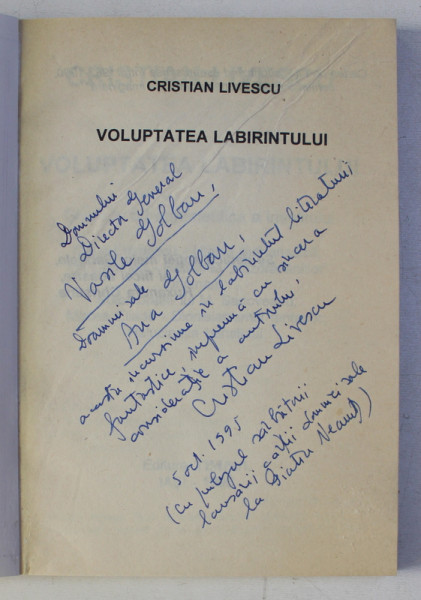 CRISTIAN LIVESCU
VOLUPTATEA LABIRINTULUI
Domnului
Director General
Vasile Golban,
Doamnei sale
Ana Golban,
această incursiune în labirintul literaturii
fantastice, împreună cu sincera
considerație a autorului,
Cristian Livescu
5 oct. 1995
(cu prilejul sărbătorii
lansării cărții domniei sale
la Piatra Neamț)